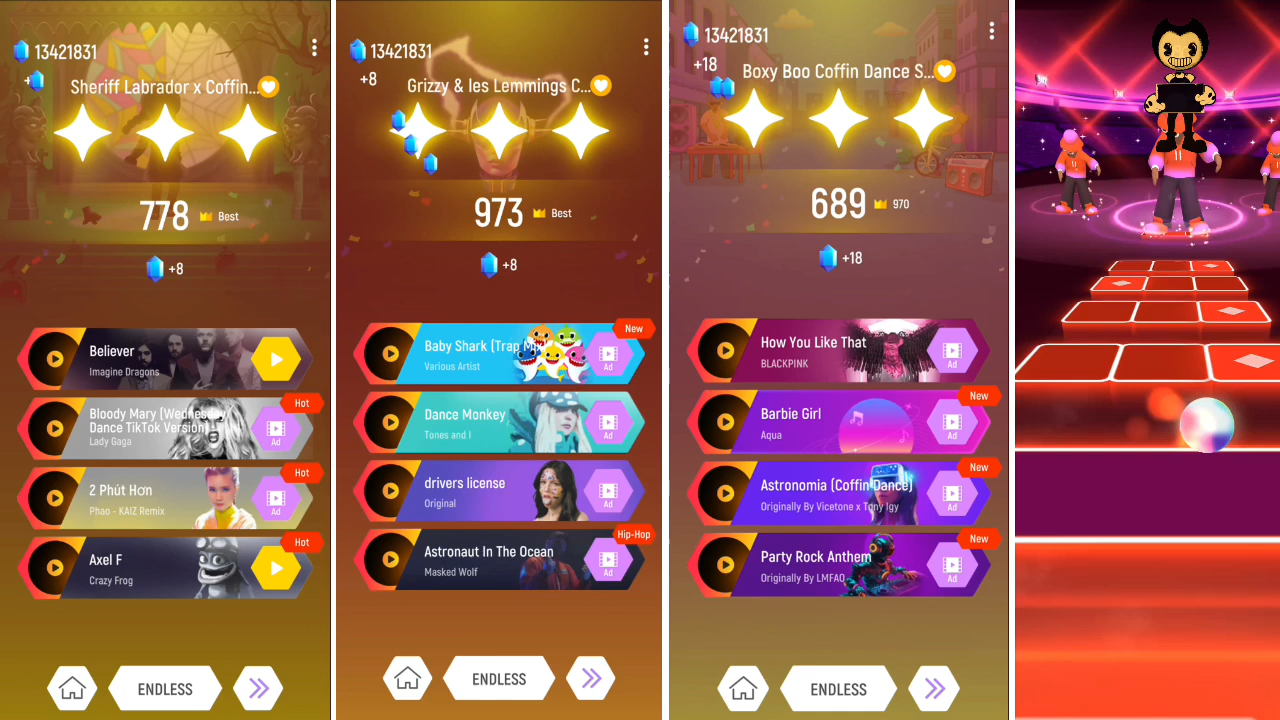 13421831
+
Sheriff Labrador x Coffin...
778
Best
+8
Believer
Imagine Dragons
Hot
Bloody Mary (Wednesday
Dance TikTok Version)
Lady Gaga
Ad
Hot
2 Phút Hơn
Phao - KAIZ Remix
Ad
Hot
Axel F
Crazy Frog
ENDLESS
13421831
+8
Grizzy & les Lemmings C...
973
Best
+8
New
Baby Shark (Trap Mix)
Various Artist
Ad
Dance Monkey
Tones and I
Ad
drivers license
Original
Ad
Hip-Hop
Astronaut In The Ocean
Masked Wolf
Ad
ENDLESS
13421831
+18
Boxy Boo Coffin Dance S...
689
970
+18
How You Like That
BLACKPINK
Ad
New
Barbie Girl
Aqua
Ad
New
Astronomia (Coffin Dance)
Originally By Vicetone x Tony Igy
Ad
New
Party Rock Anthem
Originally By LMFAO
Ad
ENDLESS